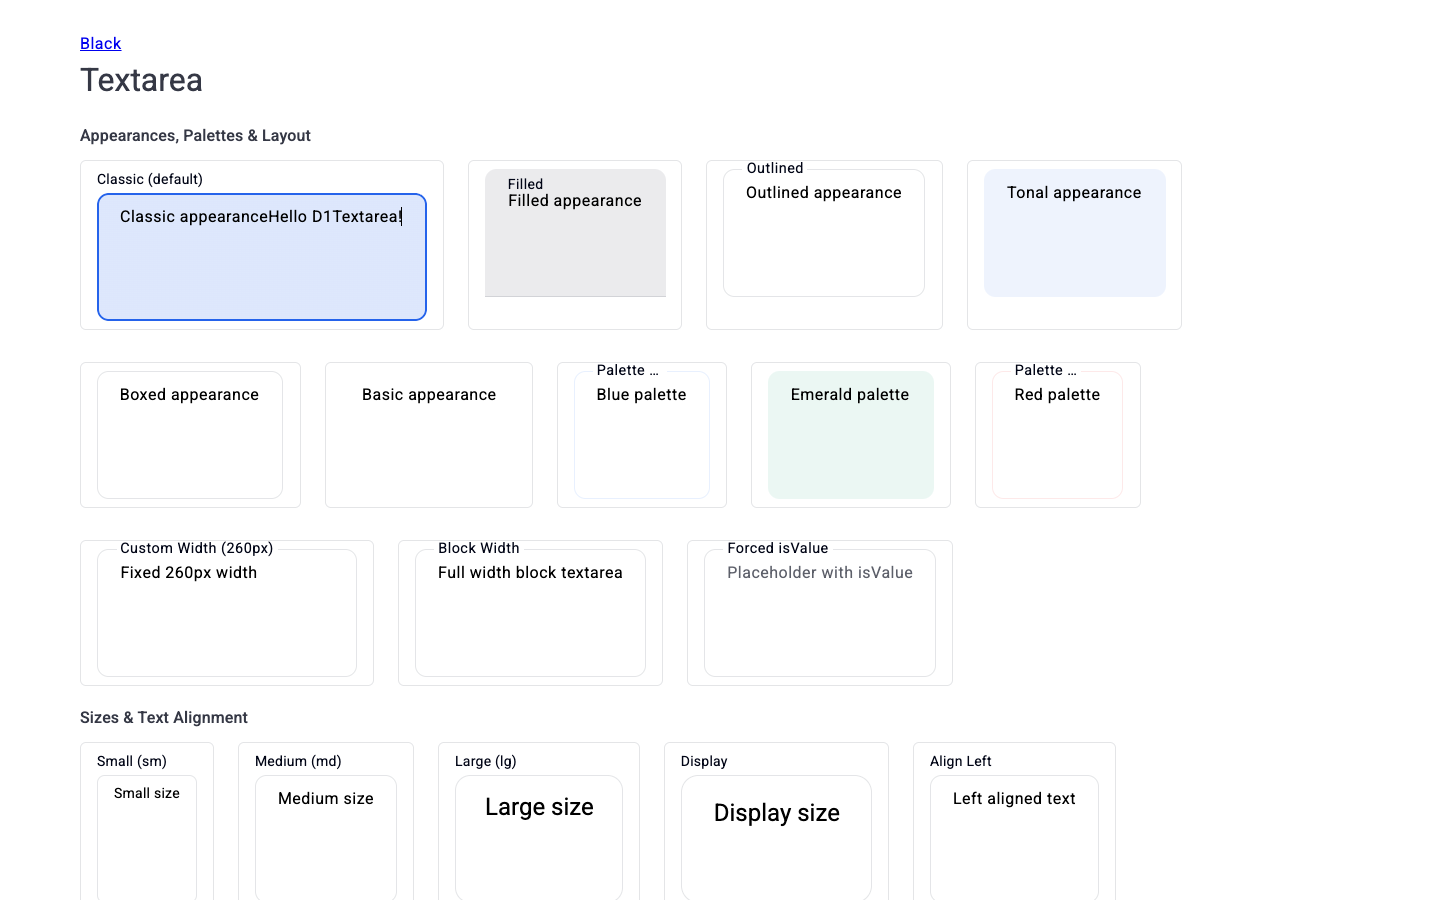 Black
Textarea
Appearances, Palettes & Layout
Classic (default)
Classic appearanceHello D1Textarea!
Filled
Filled appearance
Outlined
Outlined appearance
Tonal appearance
Boxed appearance
Basic appearance
Palette ...
Blue palette
Emerald palette
Palette ...
Red palette
Custom Width (260px)
Fixed 260px width
Block Width
Full width block textarea
Forced isValue
Placeholder with isValue
Sizes & Text Alignment
Small (sm)
Small size
Medium (md)
Medium size
Large (lg)
Large size
Display
Display size
Align Left
Left aligned text